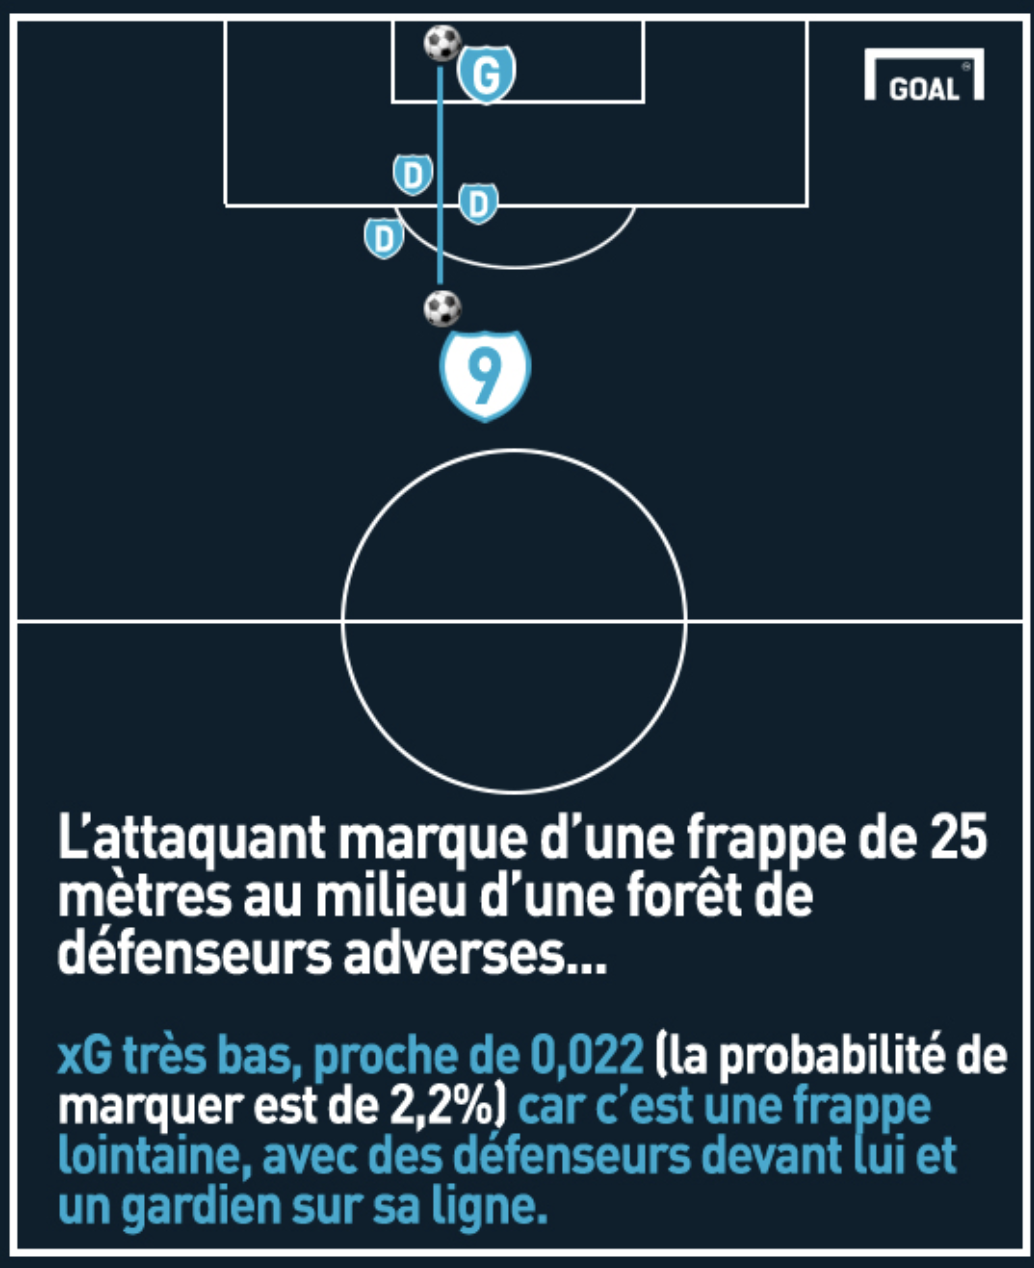 G
GOAL
D
D
D
9
L’attaquant marque d’une frappe de 25
mètres au milieu d’une forêt de
défenseurs adverses...
xG très bas, proche de 0,022 (la probabilité de
marquer est de 2,2%) car c’est une frappe
lointaine, avec des défenseurs devant lui et
un gardien sur sa ligne.